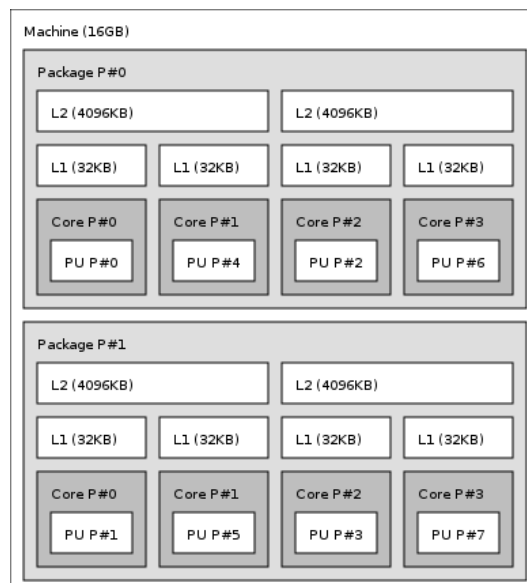 Machine (16GB)
Package P#0
L2 (4096KB) L2 (4096KB)
L1 (32KB) L1 (32KB) L1 (32KB) L1 (32KB)
Core P#0 Core P#1 Core P#2 Core P#3
PU P#0 PU P#4 PU P#2 PU P#6
Package P#1
L2 (4096KB) L2 (4096KB)
L1 (32KB) L1 (32KB) L1 (32KB) L1 (32KB)
Core P#0 Core P#1 Core P#2 Core P#3
PU P#1 PU P#5 PU P#3 PU P#7